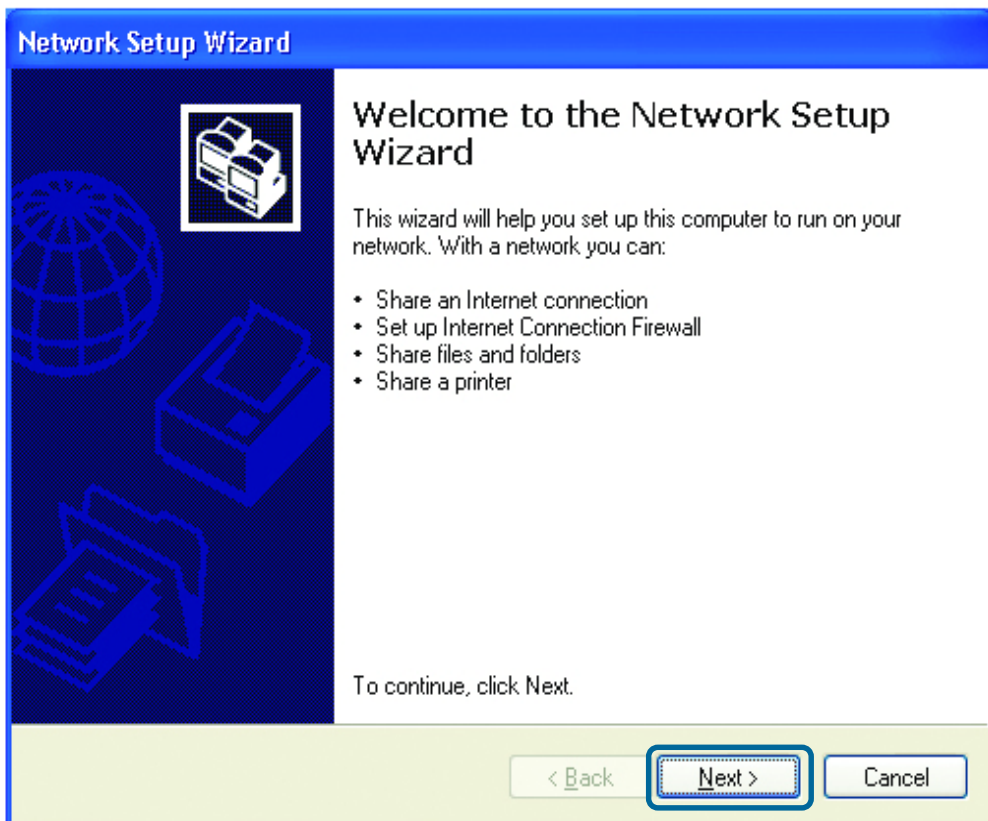 Network Setup Wizard
Welcome to the Network Setup
Wizard
This wizard will help you set up this computer to run on your
network. With a network you can:
• Share an Internet connection
• Set up Internet Connection Firewall
• Share files and folders
• Share a printer
To continue, click Next.
< Back Next > Cancel